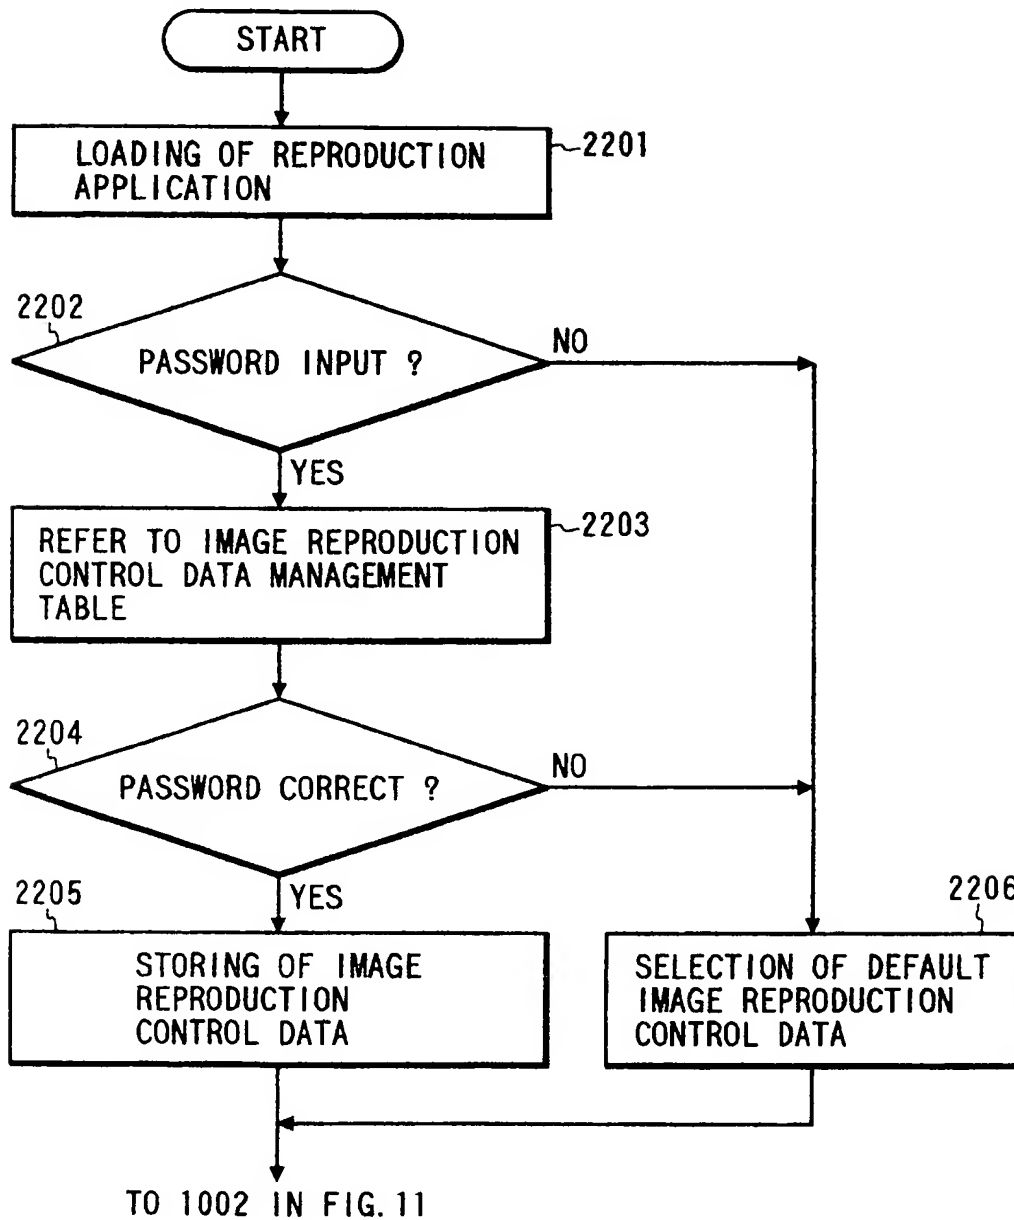 START
LOADING OF REPRODUCTION
APPLICATION
2201
2202
PASSWORD INPUT ?
NO
YES
REFER TO IMAGE REPRODUCTION
CONTROL DATA MANAGEMENT
TABLE
2203
2204
PASSWORD CORRECT ?
NO
YES
2205
STORING OF IMAGE
REPRODUCTION
CONTROL DATA
2206
SELECTION OF DEFAULT
IMAGE REPRODUCTION
CONTROL DATA
TO 1002 IN FIG. 11